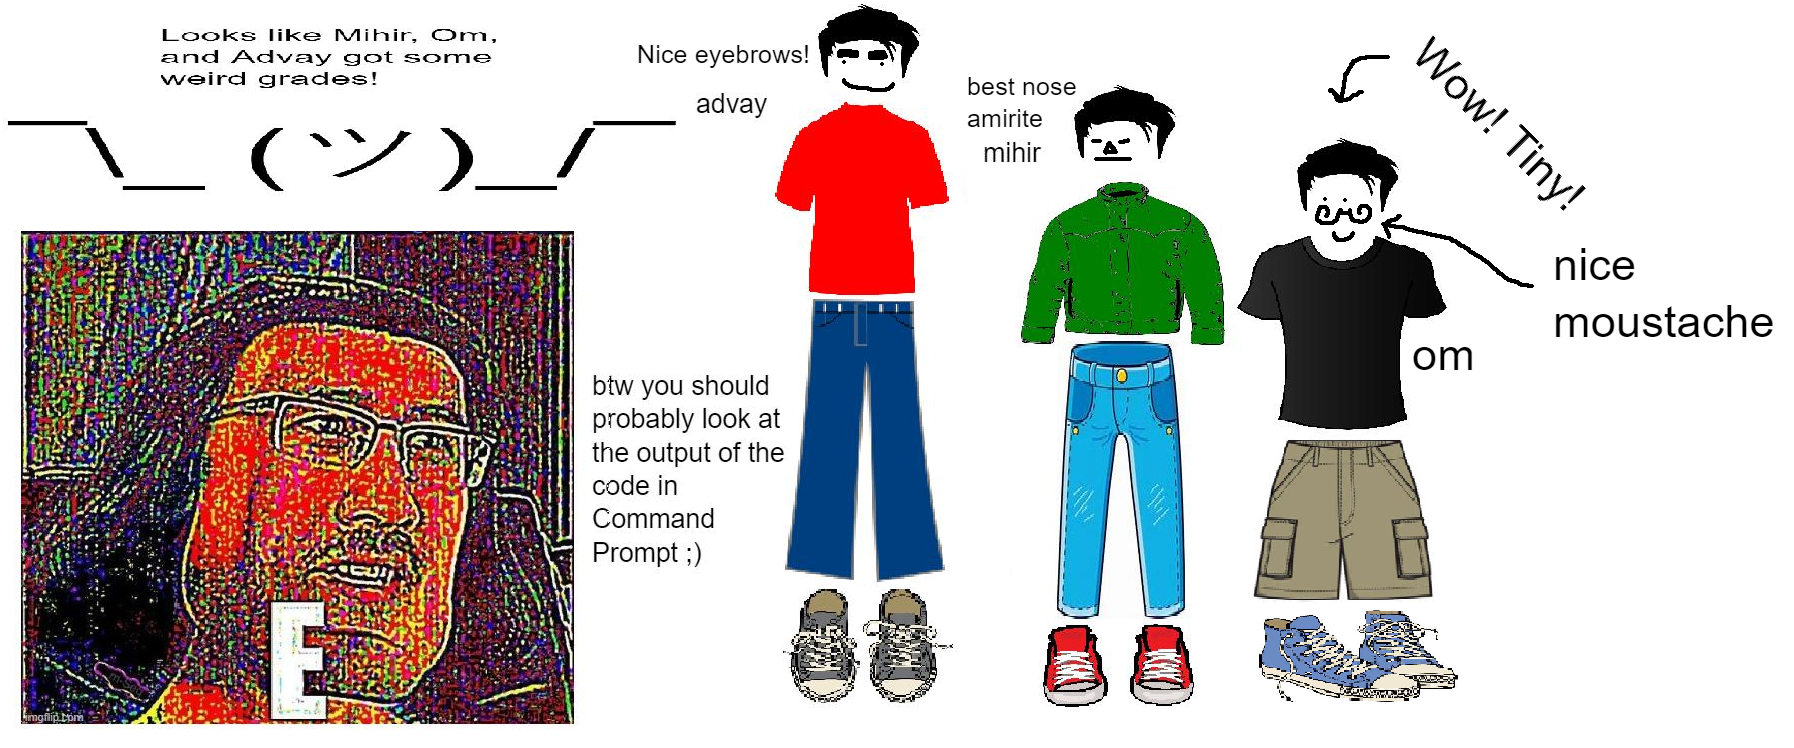 Looks like Mihir, Om,
and Advay got some
weird grades!
¯\_ (ツ)_/¯
Nice eyebrows!
advay
best nose
amirite
mihir
Wow! Tiny!
nice
moustache
om
btw you should
probably look at
the output of the
code in
Command
Prompt ;)
E
imgflip.com